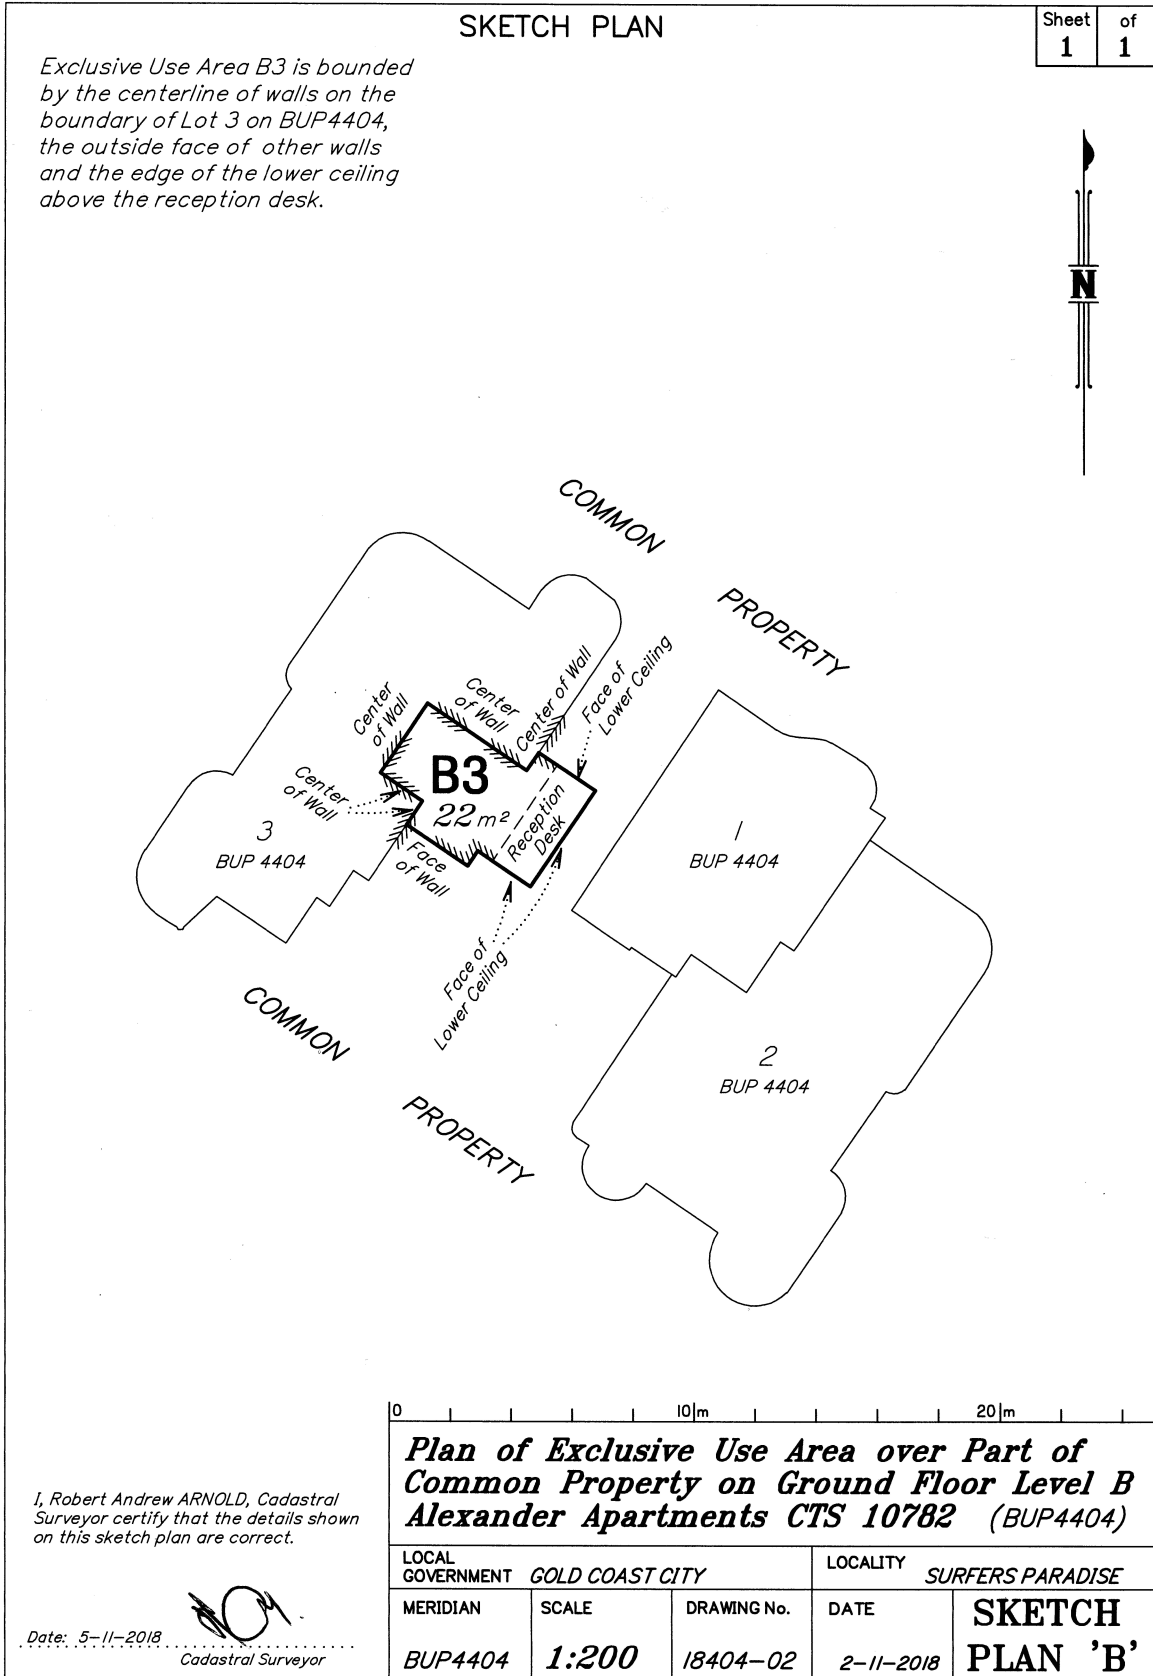 SKETCH PLAN
Sheet of
1 1
Exclusive Use Area B3 is bounded
by the centerline of walls on the
boundary of Lot 3 on BUP4404,
the outside face of other walls
and the edge of the lower ceiling
above the reception desk.
N
COMMON
PROPERTY
Center
of Wall
Center
of Wall
Center of Wall
Face of
Lower Ceiling
Center
of Wall
B3
22 m²
Reception
Desk
Face
of Wall
3
BUP 4404
1
BUP 4404
Face of
Lower Ceiling
COMMON
PROPERTY
2
BUP 4404
0 10 m 20 m
Plan of Exclusive Use Area over Part of
Common Property on Ground Floor Level B
Alexander Apartments CTS 10782 (BUP4404)
I, Robert Andrew ARNOLD, Cadastral
Surveyor certify that the details shown
on this sketch plan are correct.
Date: 5-11-2018
Cadastral Surveyor
LOCAL
GOVERNMENT GOLD COAST CITY
LOCALITY SURFERS PARADISE
MERIDIAN
BUP4404
SCALE
1:200
DRAWING No.
18404-02
DATE
2-11-2018
SKETCH
PLAN 'B'